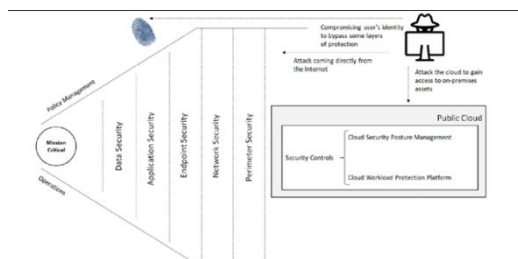 Compromising user's identity
to bypass some layers
of protection
Attack coming directly from
the Internet
Attack the cloud to gain
access to on-premises
assets
Policy Management
Mission
Critical
Operations
Data Security
Application Security
Endpoint Security
Network Security
Perimeter Security
Public Cloud
Security Controls
Cloud Security Posture Management
Cloud Workload Protection Platform